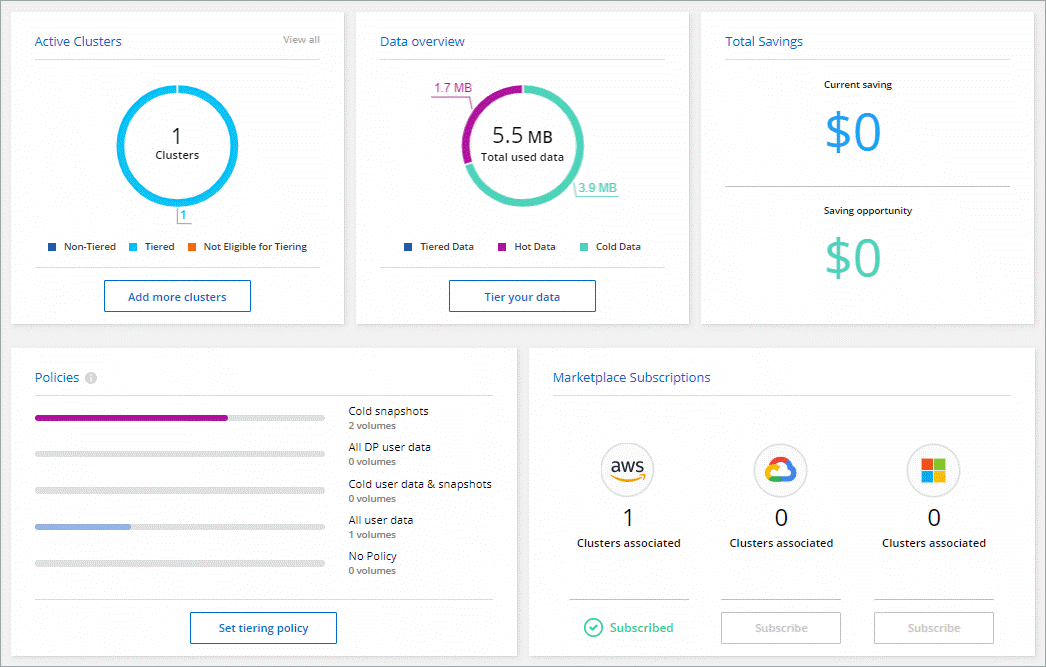 Active Clusters
View all
1
Clusters
1
Non-Tiered
Tiered
Not Eligible for Tiering
Add more clusters
Data overview
1.7 MB
5.5 MB
Total used data
3.9 MB
Tiered Data
Hot Data
Cold Data
Tier your data
Total Savings
Current saving
$0
Saving opportunity
$0
Policies
i
Cold snapshots
2 volumes
All DP user data
0 volumes
Cold user data & snapshots
0 volumes
All user data
1 volumes
No Policy
0 volumes
Set tiering policy
Marketplace Subscriptions
aws
1
Clusters associated
Subscribed
0
Clusters associated
Subscribe
0
Clusters associated
Subscribe